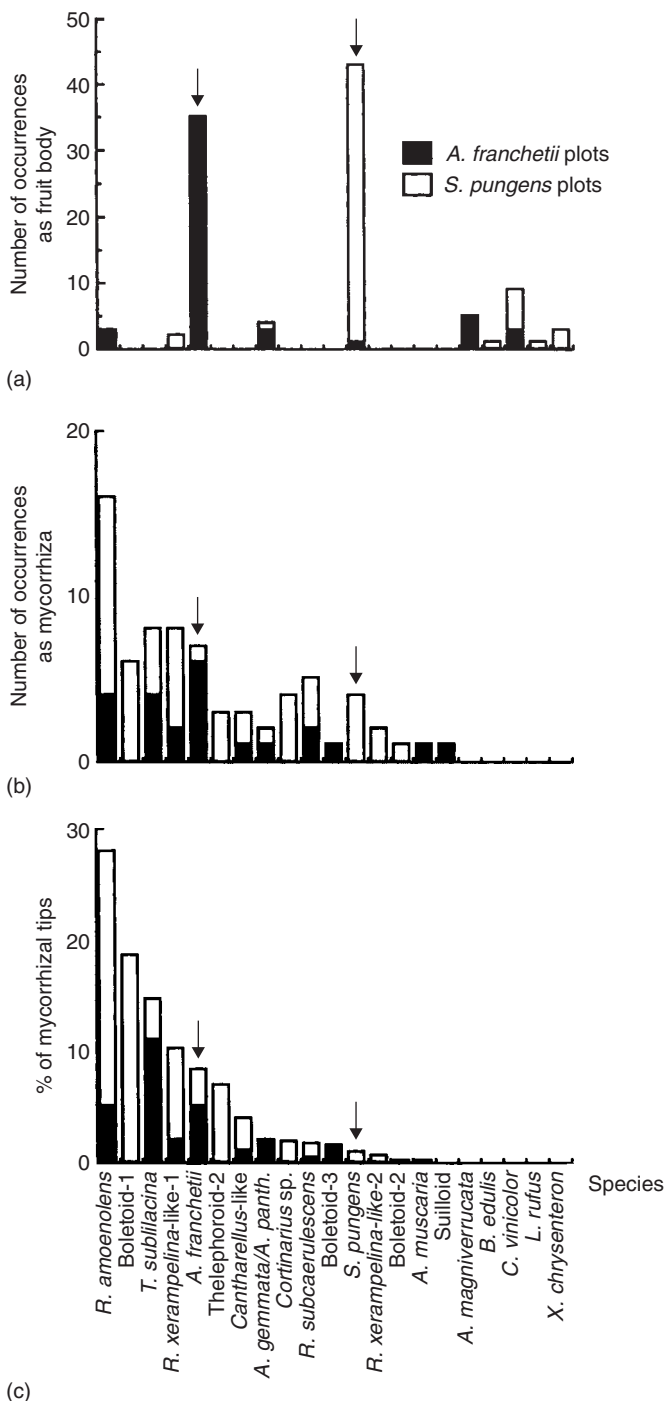 50
40
30
20
10
0
Number of occurrences
as fruit body
A. franchetii plots
S. pungens plots
(a)
20
10
0
Number of occurrences
as mycorrhiza
(b)
30
20
10
0
% of mycorrhizal tips
Species
R. amoenolens
Boletoid-1
T. sublilacina
R. xerampelina-like-1
A. franchetii
Thelephoroid-2
Cantharellus-like
A. gemmata/A. panth.
Cortinarius sp.
R. subcaerulescens
Boletoid-3
S. pungens
R. xerampelina-like-2
Boletoid-2
A. muscaria
Suilloid
A. magniverrucata
B. edulis
C. vinicolor
L. rufus
X. chrysenteron
(c)